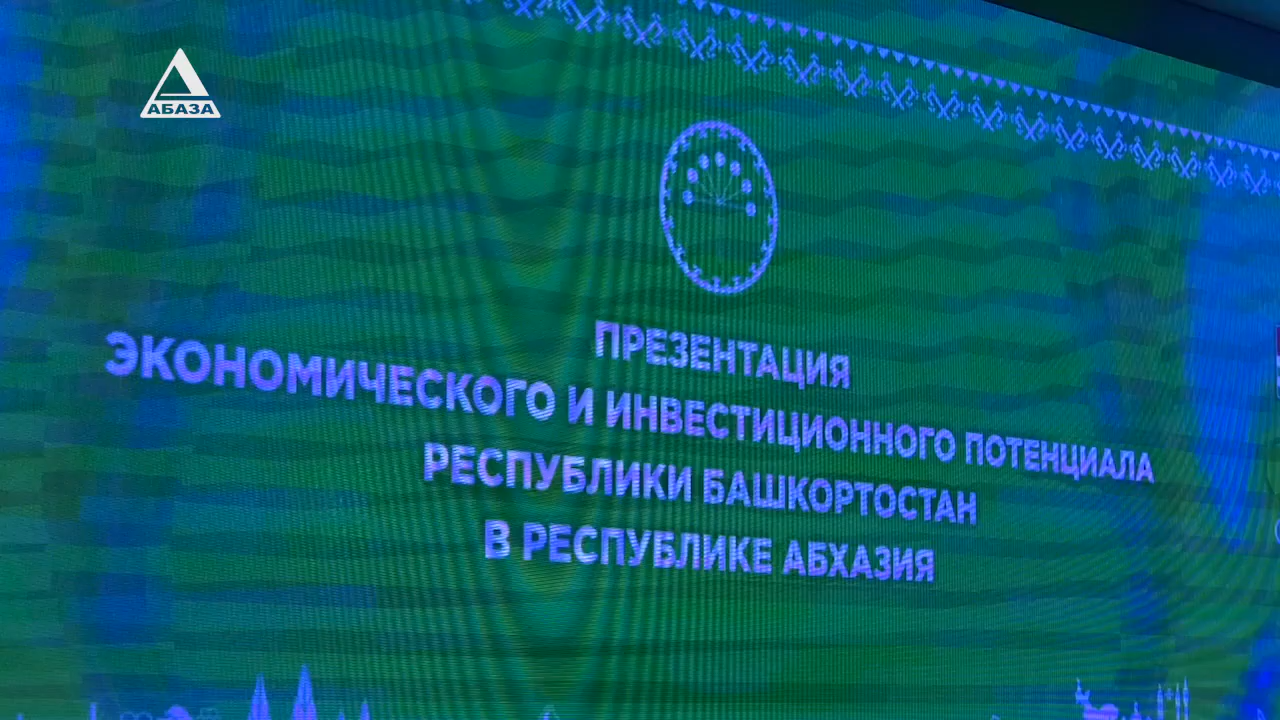 АБАЗА
ПРЕЗЕНТАЦИЯ
ЭКОНОМИЧЕСКОГО И ИНВЕСТИЦИОННОГО ПОТЕНЦИАЛА
РЕСПУБЛИКИ БАШКОРТОСТАН
В РЕСПУБЛИКЕ АБХАЗИЯ